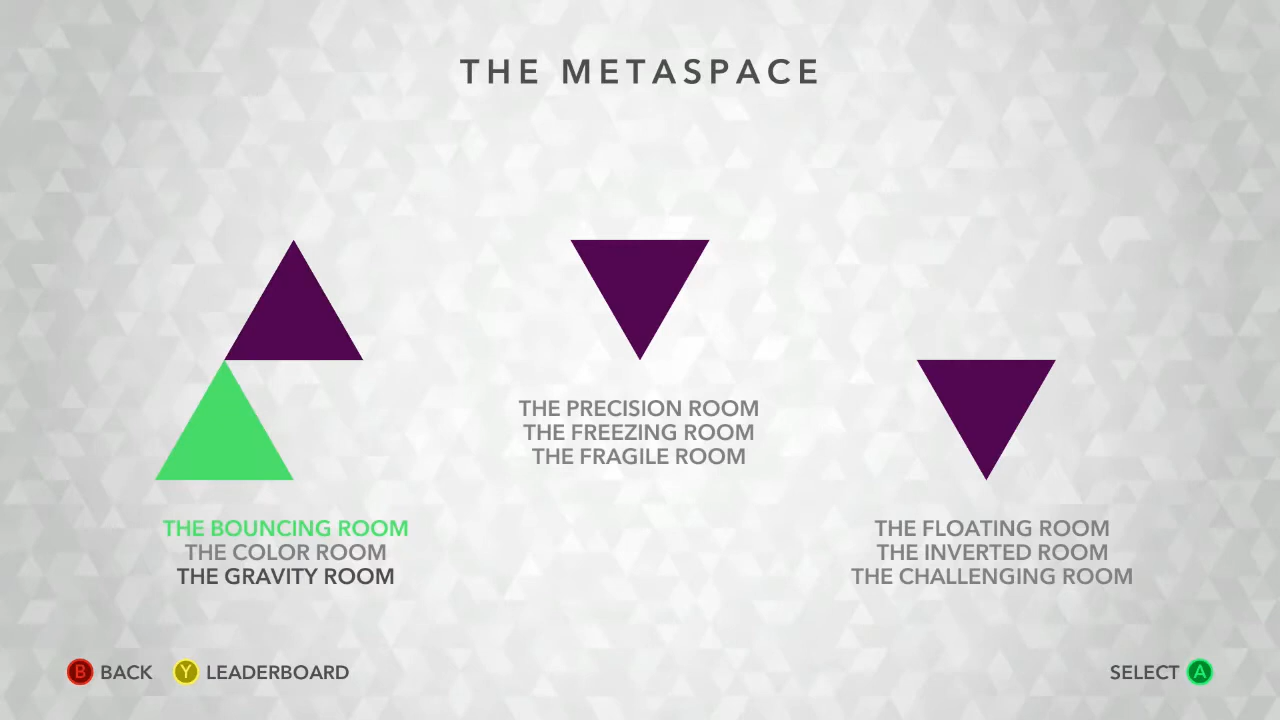 THE METASPACE
THE PRECISION ROOM
THE FREEZING ROOM
THE FRAGILE ROOM
THE BOUNCING ROOM
THE COLOR ROOM
THE GRAVITY ROOM
THE FLOATING ROOM
THE INVERTED ROOM
THE CHALLENGING ROOM
B BACK Y LEADERBOARD
SELECT A